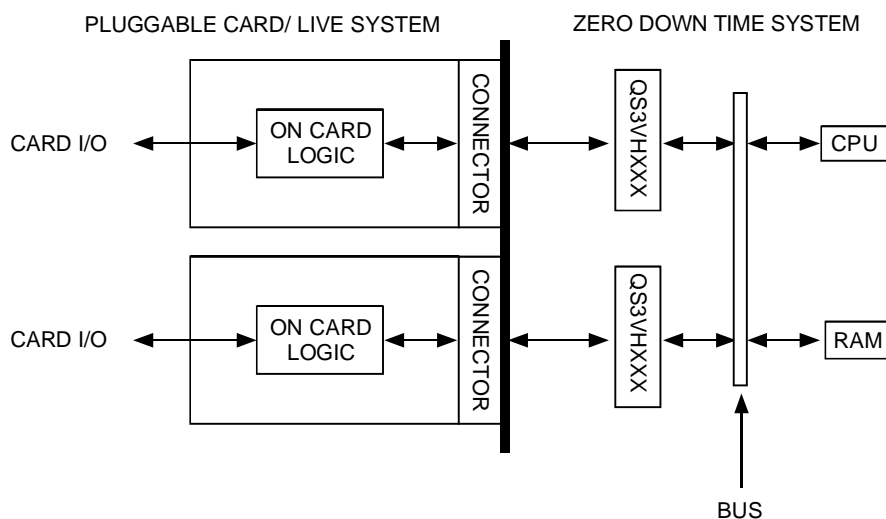 PLUGGABLE CARD/ LIVE SYSTEM
ZERO DOWN TIME SYSTEM
CARD I/O
ON CARD
LOGIC
CONNECTOR
QS3VHXXX
CPU
CARD I/O
ON CARD
LOGIC
CONNECTOR
QS3VHXXX
RAM
BUS